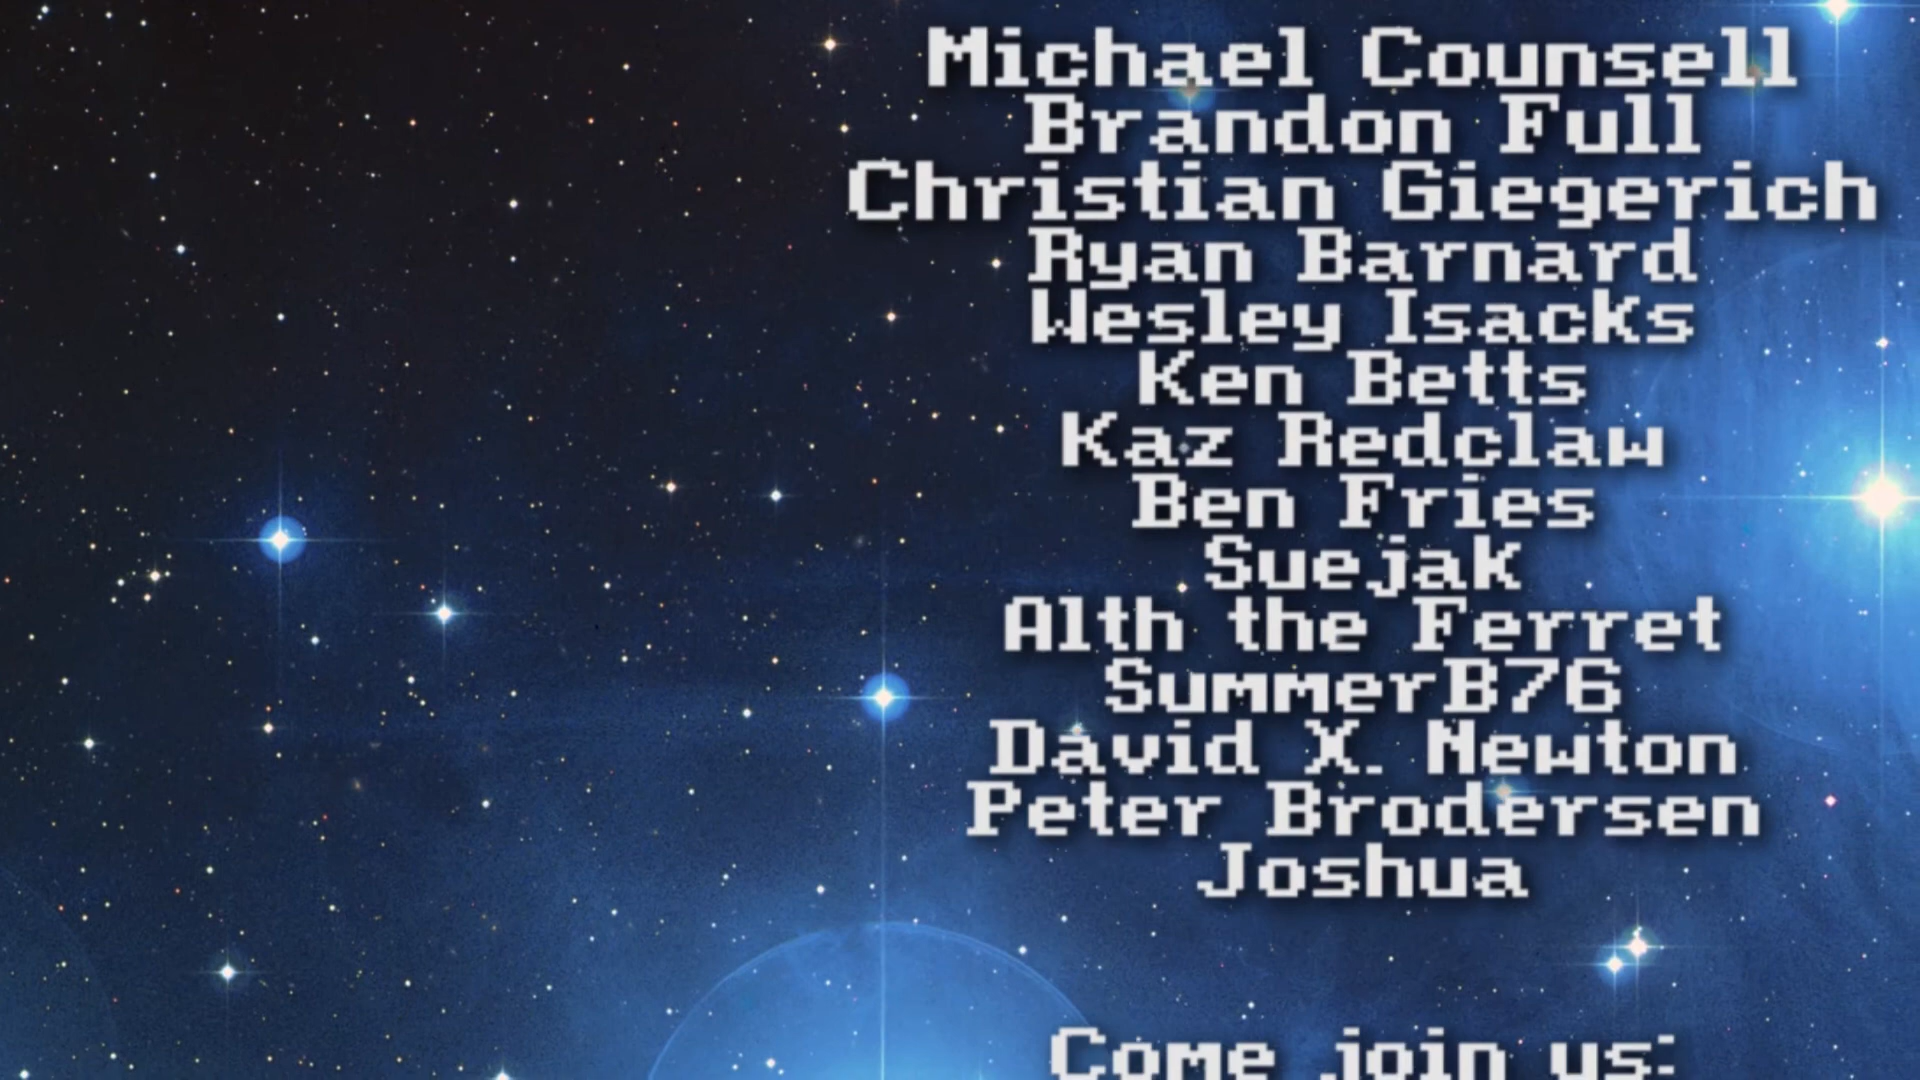 Michael Counsell
Brandon Full
Christian Giegerich
Ryan Barnard
Wesley Isacks
Ken Betts
Kaz Redclaw
Ben Fries
Suejak
Alth the Ferret
SummerB76
David X. Newton
Peter Brodersen
Joshua
Come join us: